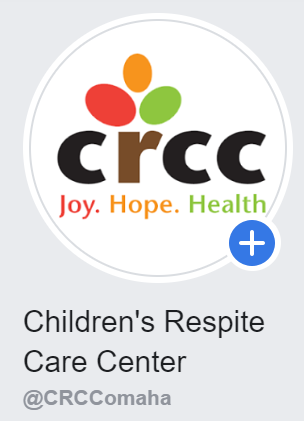 crcc
Joy. Hope. Health
Children's Respite
Care Center
@CRCComaha